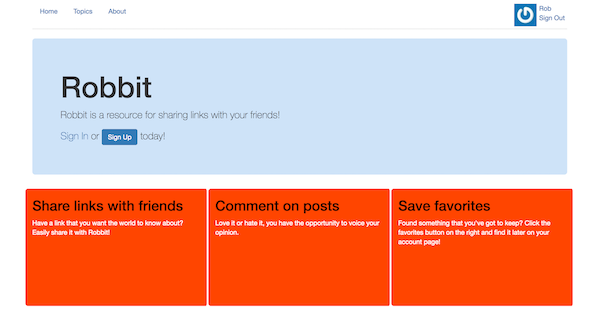 Home Topics About
Rob
Sign Out
Robbit
Robbit is a resource for sharing links with your friends!
Sign In or Sign Up today!
Share links with friends
Have a link that you want the world to know about?
Easily share it with Robbit!
Comment on posts
Love it or hate it, you have the opportunity to voice your
opinion.
Save favorites
Found something that you've got to keep? Click the
favorites button on the right and find it later on your
account page!